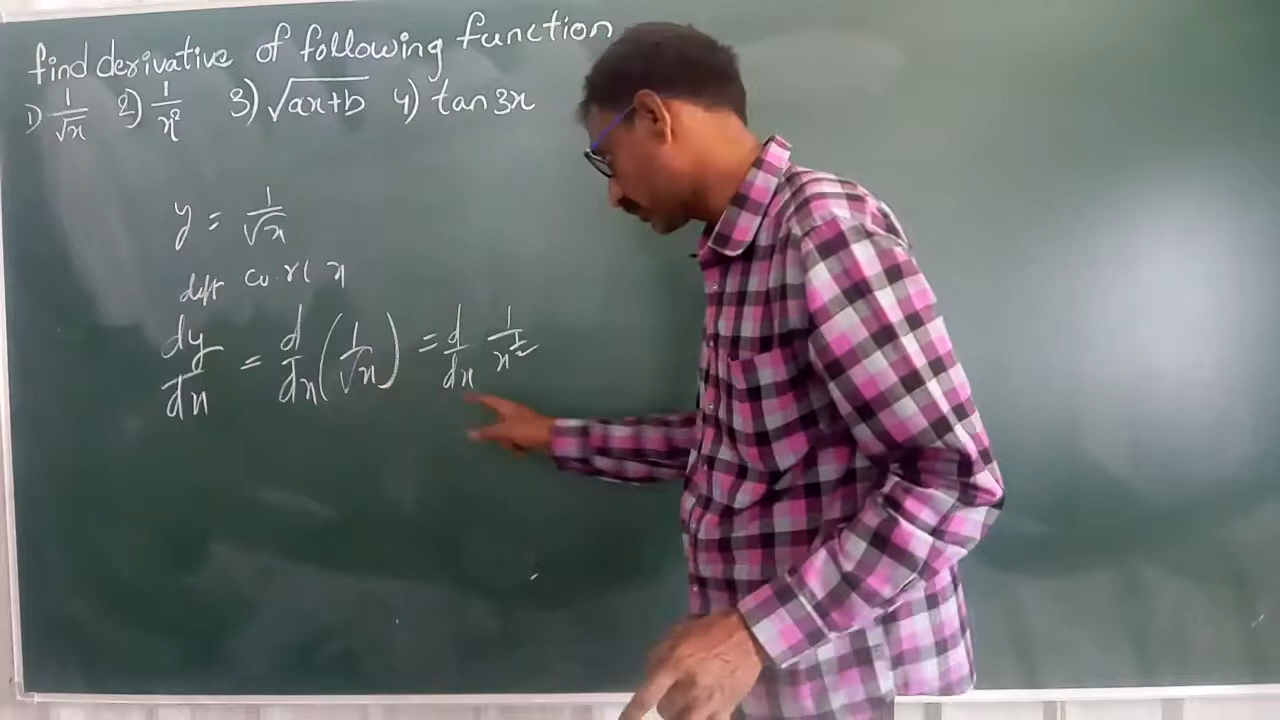 find derivative of following function
1) 1/√x 2) 1/x² 3) √ax+b 4) tan 3x
y = 1/√x
diff w.r.t x
dy/dx = d/dx (1/√x) = d/dx 1/x^1/2